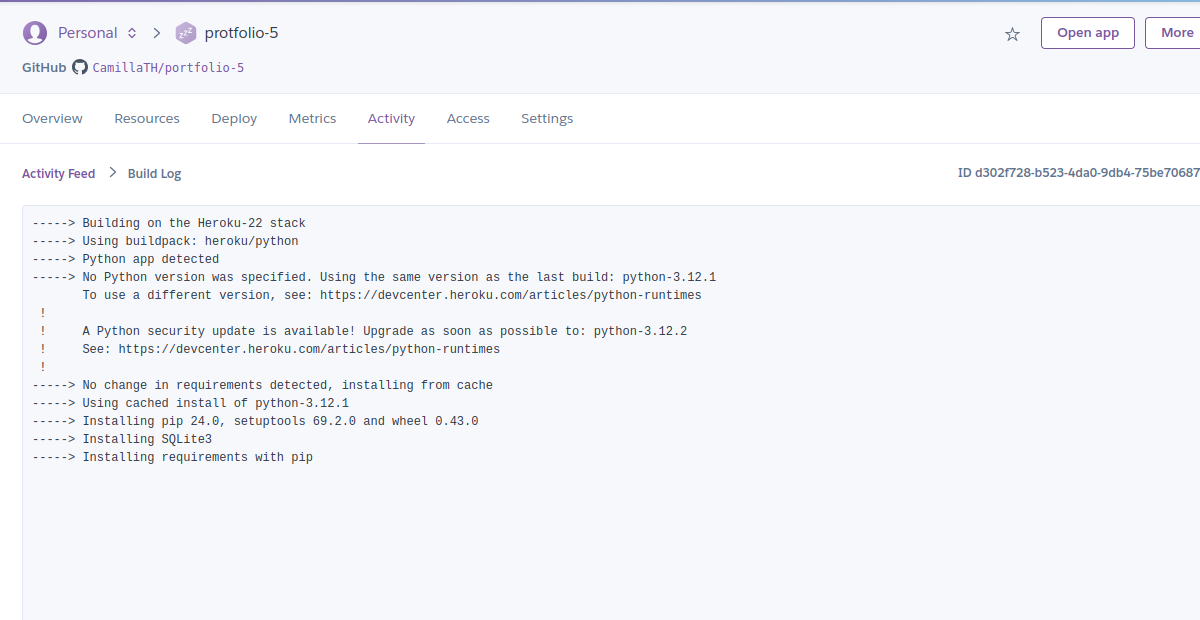 Personal protfolio-5 Open app More
GitHub CamillaTH/portfolio-5
Overview Resources Deploy Metrics Activity Access Settings
Activity Feed Build Log ID d302f728-b523-4da0-9db4-75be70687
-----> Building on the Heroku-22 stack
-----> Using buildpack: heroku/python
-----> Python app detected
-----> No Python version was specified. Using the same version as the last build: python-3.12.1
To use a different version, see: https://devcenter.heroku.com/articles/python-runtimes
!
! A Python security update is available! Upgrade as soon as possible to: python-3.12.2
! See: https://devcenter.heroku.com/articles/python-runtimes
!
-----> No change in requirements detected, installing from cache
-----> Using cached install of python-3.12.1
-----> Installing pip 24.0, setuptools 69.2.0 and wheel 0.43.0
-----> Installing SQLite3
-----> Installing requirements with pip